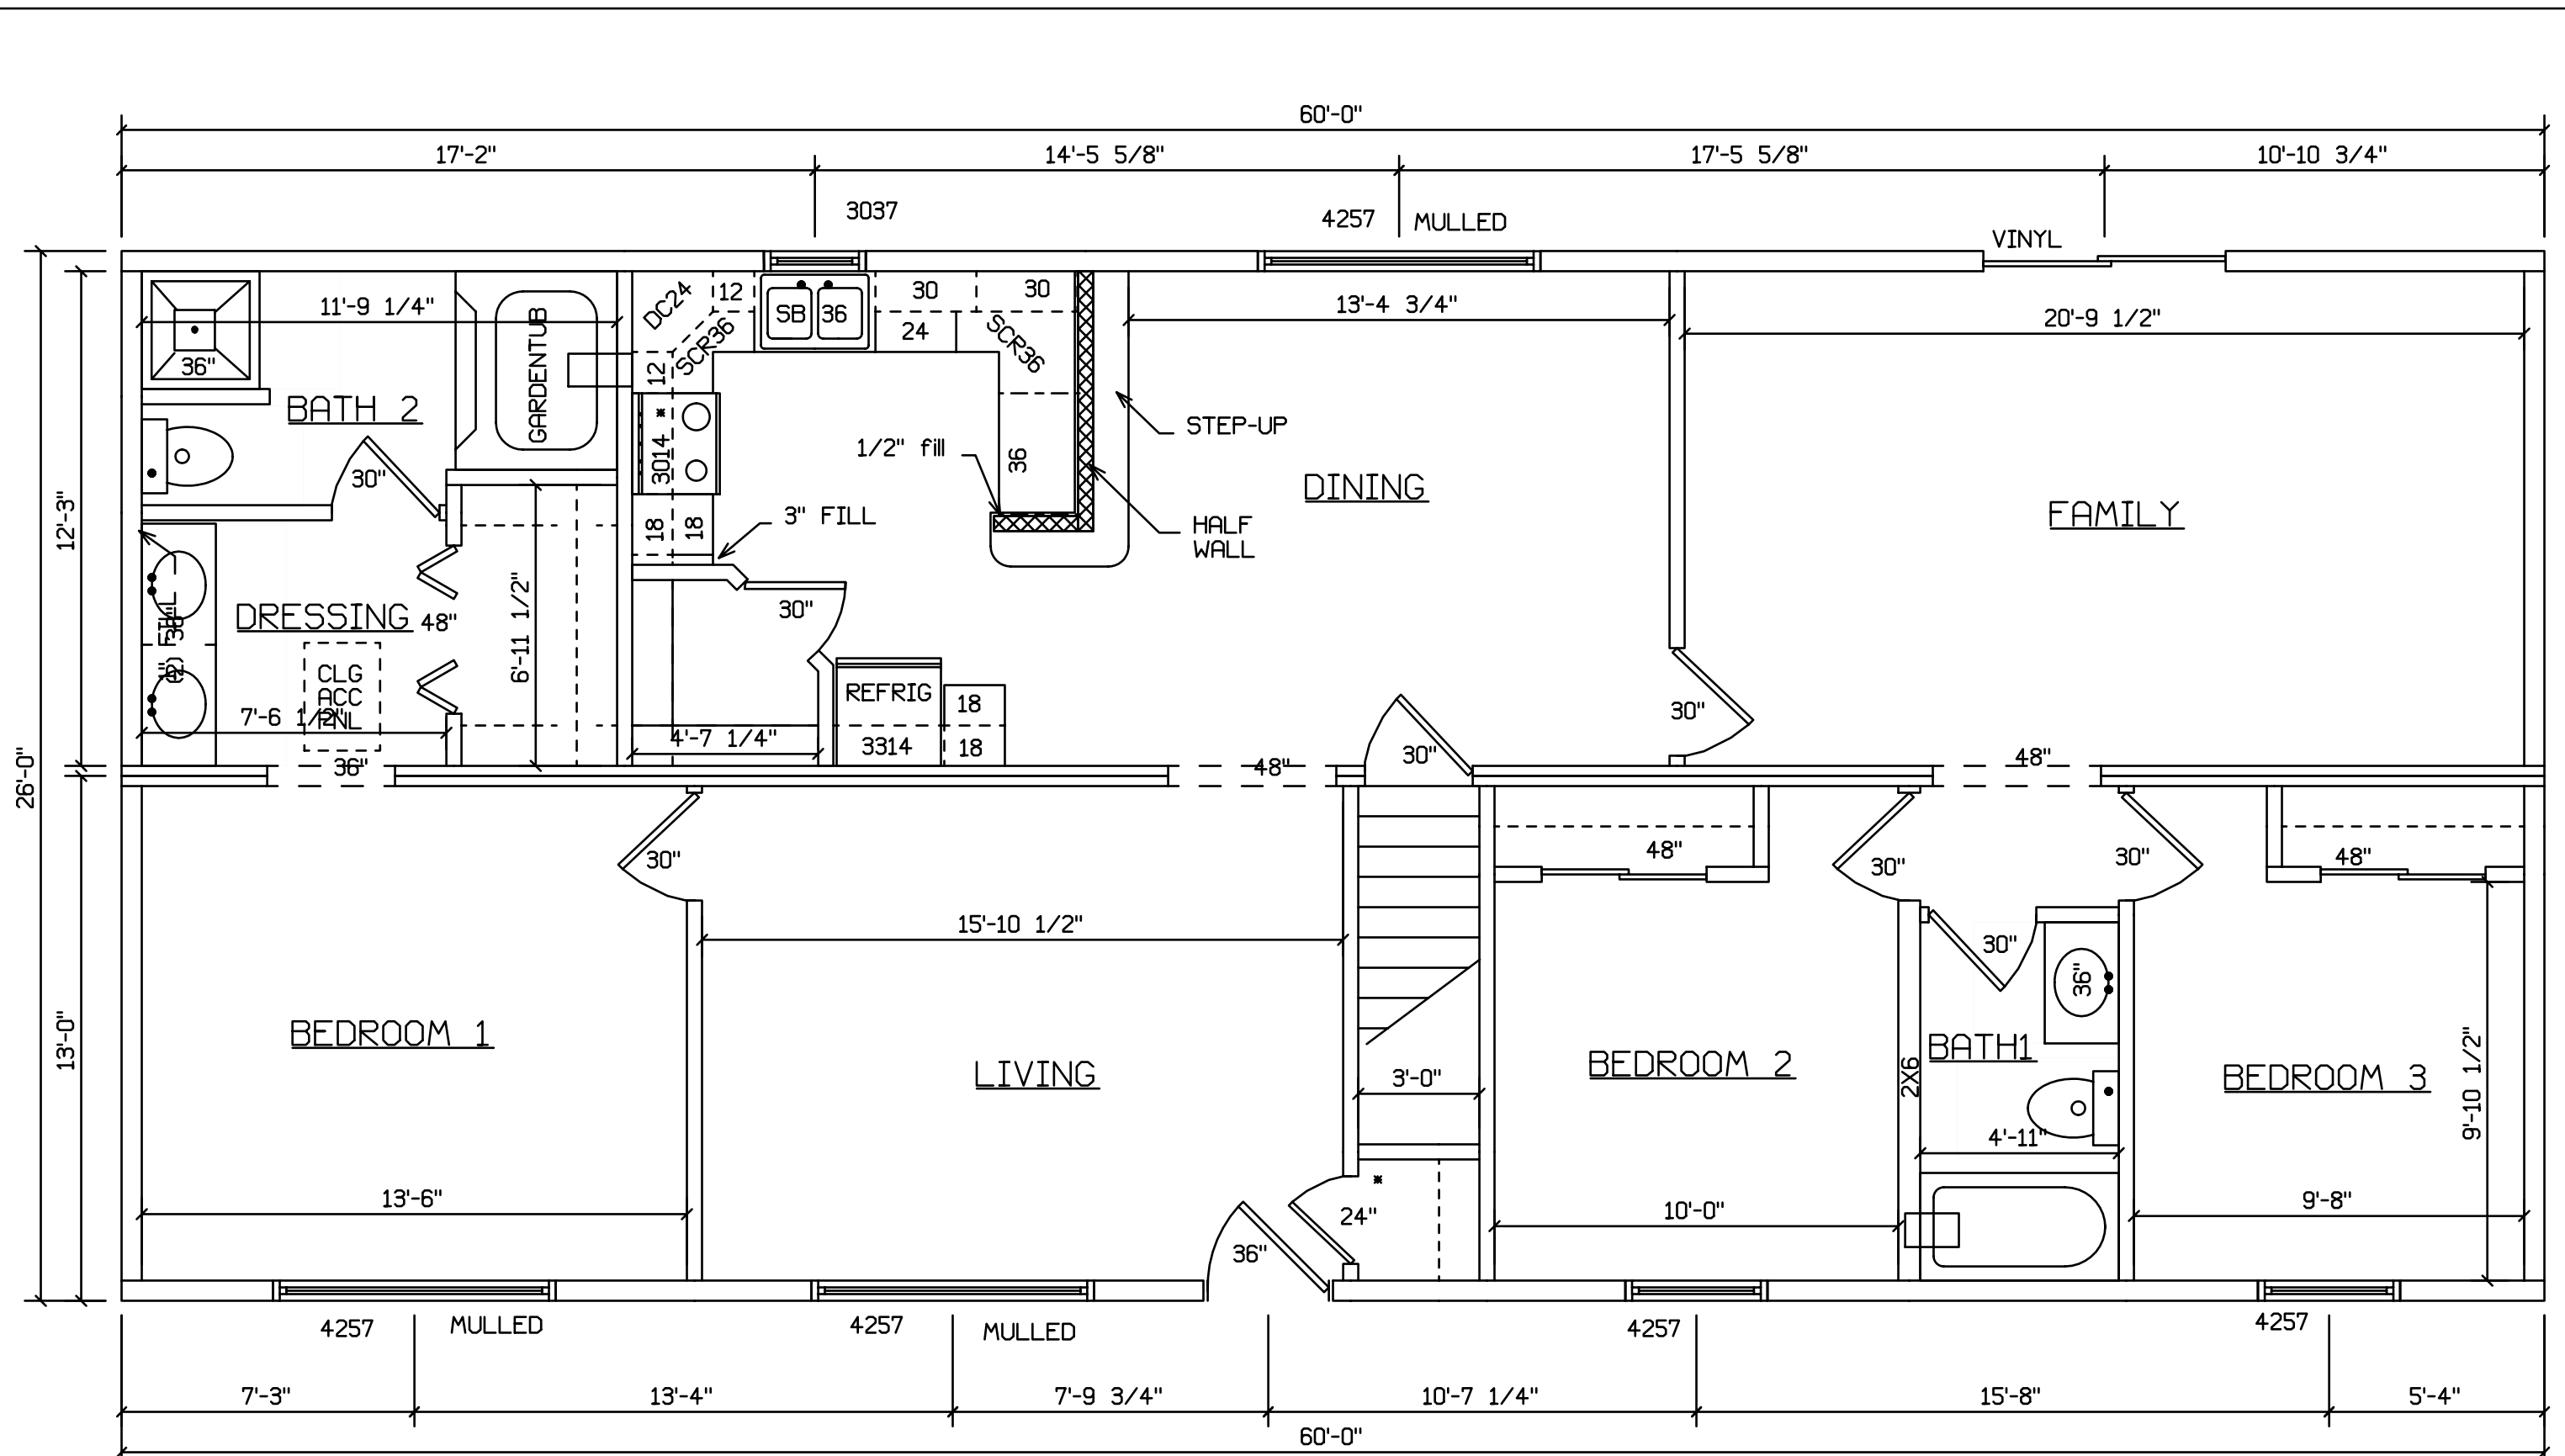 60'-0"
17'-2"
14'-5 5/8"
17'-5 5/8"
10'-10 3/4"
3037
4257
MULLED
VINYL
11'-9 1/4"
36"
BATH 2
GARDENTUB
30"
DC24
12
SCR36
12
SB
36
30
30
24
SCR36
36
3014
*
18
18
1/2" fill
3" FILL
STEP-UP
HALF
WALL
13'-4 3/4"
20'-9 1/2"
DINING
FAMILY
12'-3"
26'-0"
13'-0"
DRESSING
48"
6'-11 1/2"
CLG
ACC
PNL
7'-6 1/2"
36"
30"
4'-7 1/4"
REFRIG
3314
18
18
48"
30"
30"
48"
30"
15'-10 1/2"
48"
30"
30"
48"
30"
36"
BEDROOM 1
LIVING
3'-0"
BEDROOM 2
2X6
BATH1
4'-11"
BEDROOM 3
9'-10 1/2"
13'-6"
*
24"
36"
10'-0"
9'-8"
4257
MULLED
4257
MULLED
4257
4257
7'-3"
13'-4"
7'-9 3/4"
10'-7 1/4"
15'-8"
5'-4"
60'-0"